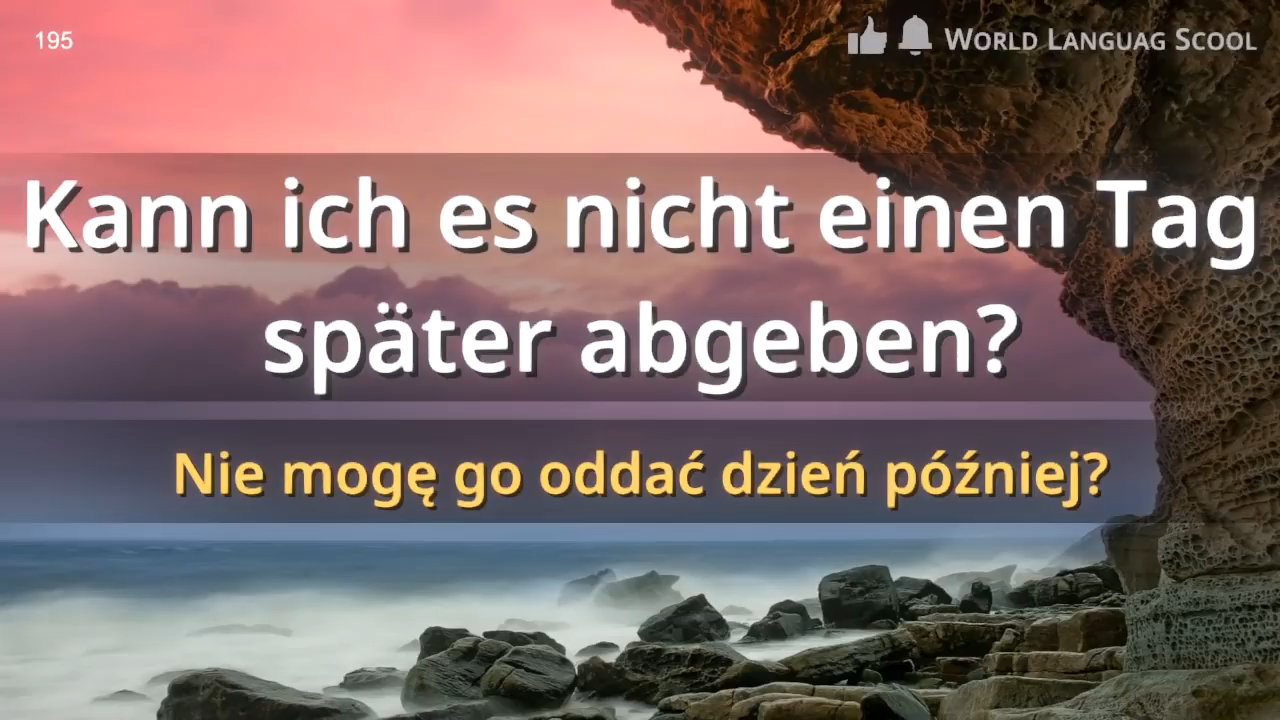 195
World Languag Scool
Kann ich es nicht einen Tag
später abgeben?
Nie mogę go oddać dzień później?